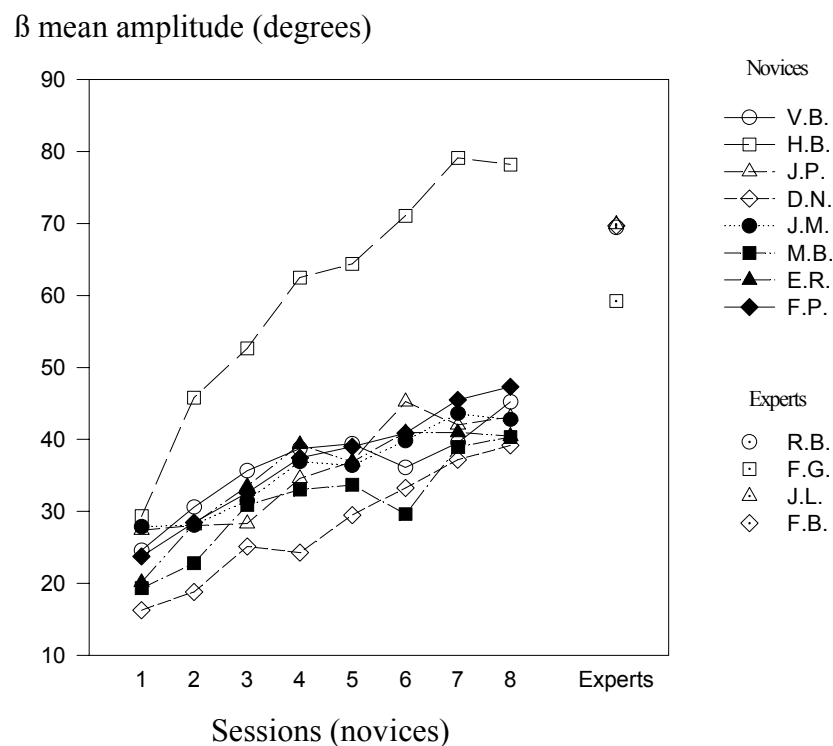 ß mean amplitude (degrees)
90
80
70
60
50
40
30
20
10
1 2 3 4 5 6 7 8 Experts
Sessions (novices)
Novices
V.B.
H.B.
J.P.
D.N.
J.M.
M.B.
E.R.
F.P.
Experts
R.B.
F.G.
J.L.
F.B.